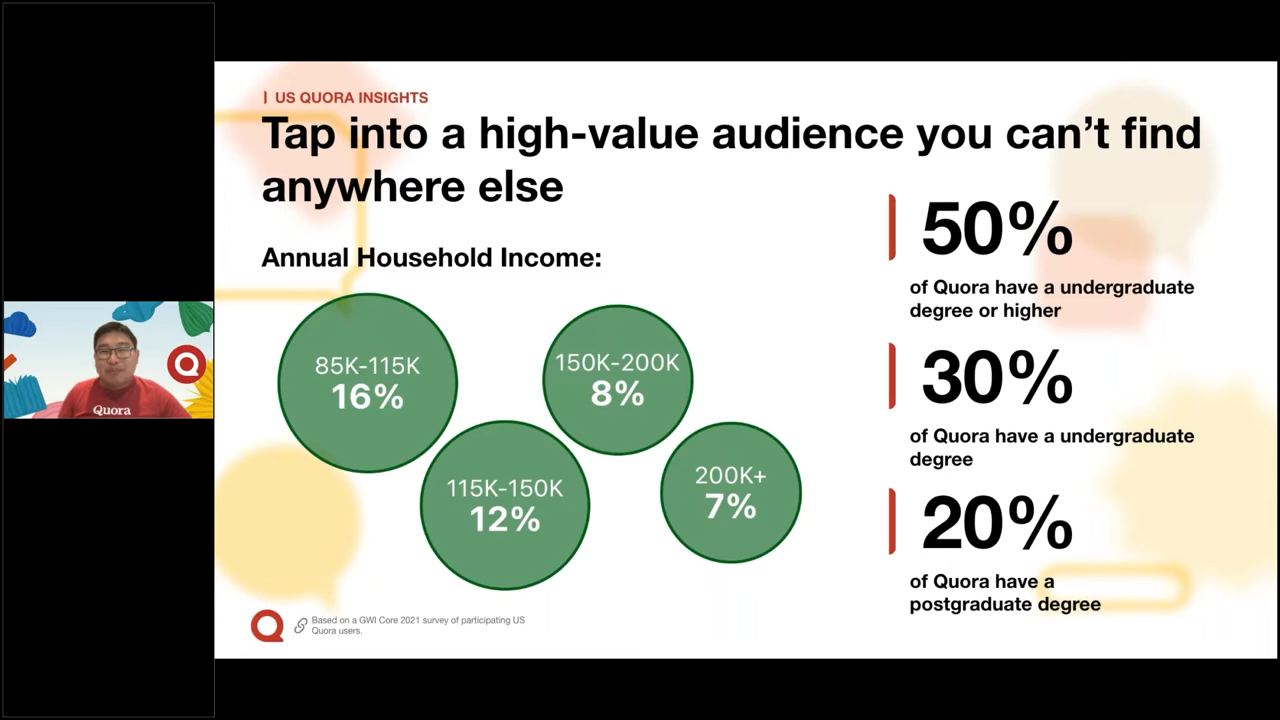 US QUORA INSIGHTS
Tap into a high-value audience you can’t find
anywhere else
Annual Household Income:
85K-115K
16%
150K-200K
8%
115K-150K
12%
200K+
7%
50%
of Quora have a undergraduate
degree or higher
30%
of Quora have a undergraduate
degree
20%
of Quora have a
postgraduate degree
Based on a GWI Core 2021 survey of participating US
Quora users.
Quora